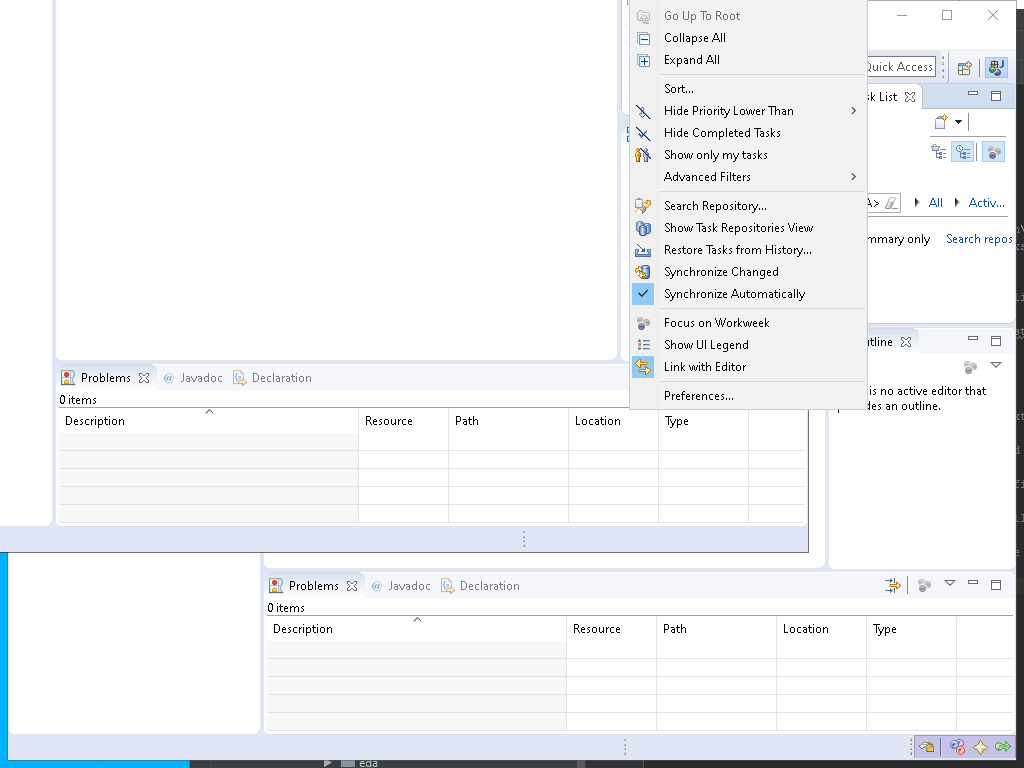 Go Up To Root
Collapse All
Expand All
Sort...
Hide Priority Lower Than
Hide Completed Tasks
Show only my tasks
Advanced Filters
Search Repository...
Show Task Repositories View
Restore Tasks from History...
Synchronize Changed
Synchronize Automatically
Focus on Workweek
Show UI Legend
Link with Editor
Preferences...
Quick Access
sk List
All
Activ...
mmary only
Search repos
tline
is no active editor that
des an outline.
Problems
@ Javadoc
Declaration
0 items
Description
Resource
Path
Location
Type
Problems
@ Javadoc
Declaration
0 items
Description
Resource
Path
Location
Type
eda